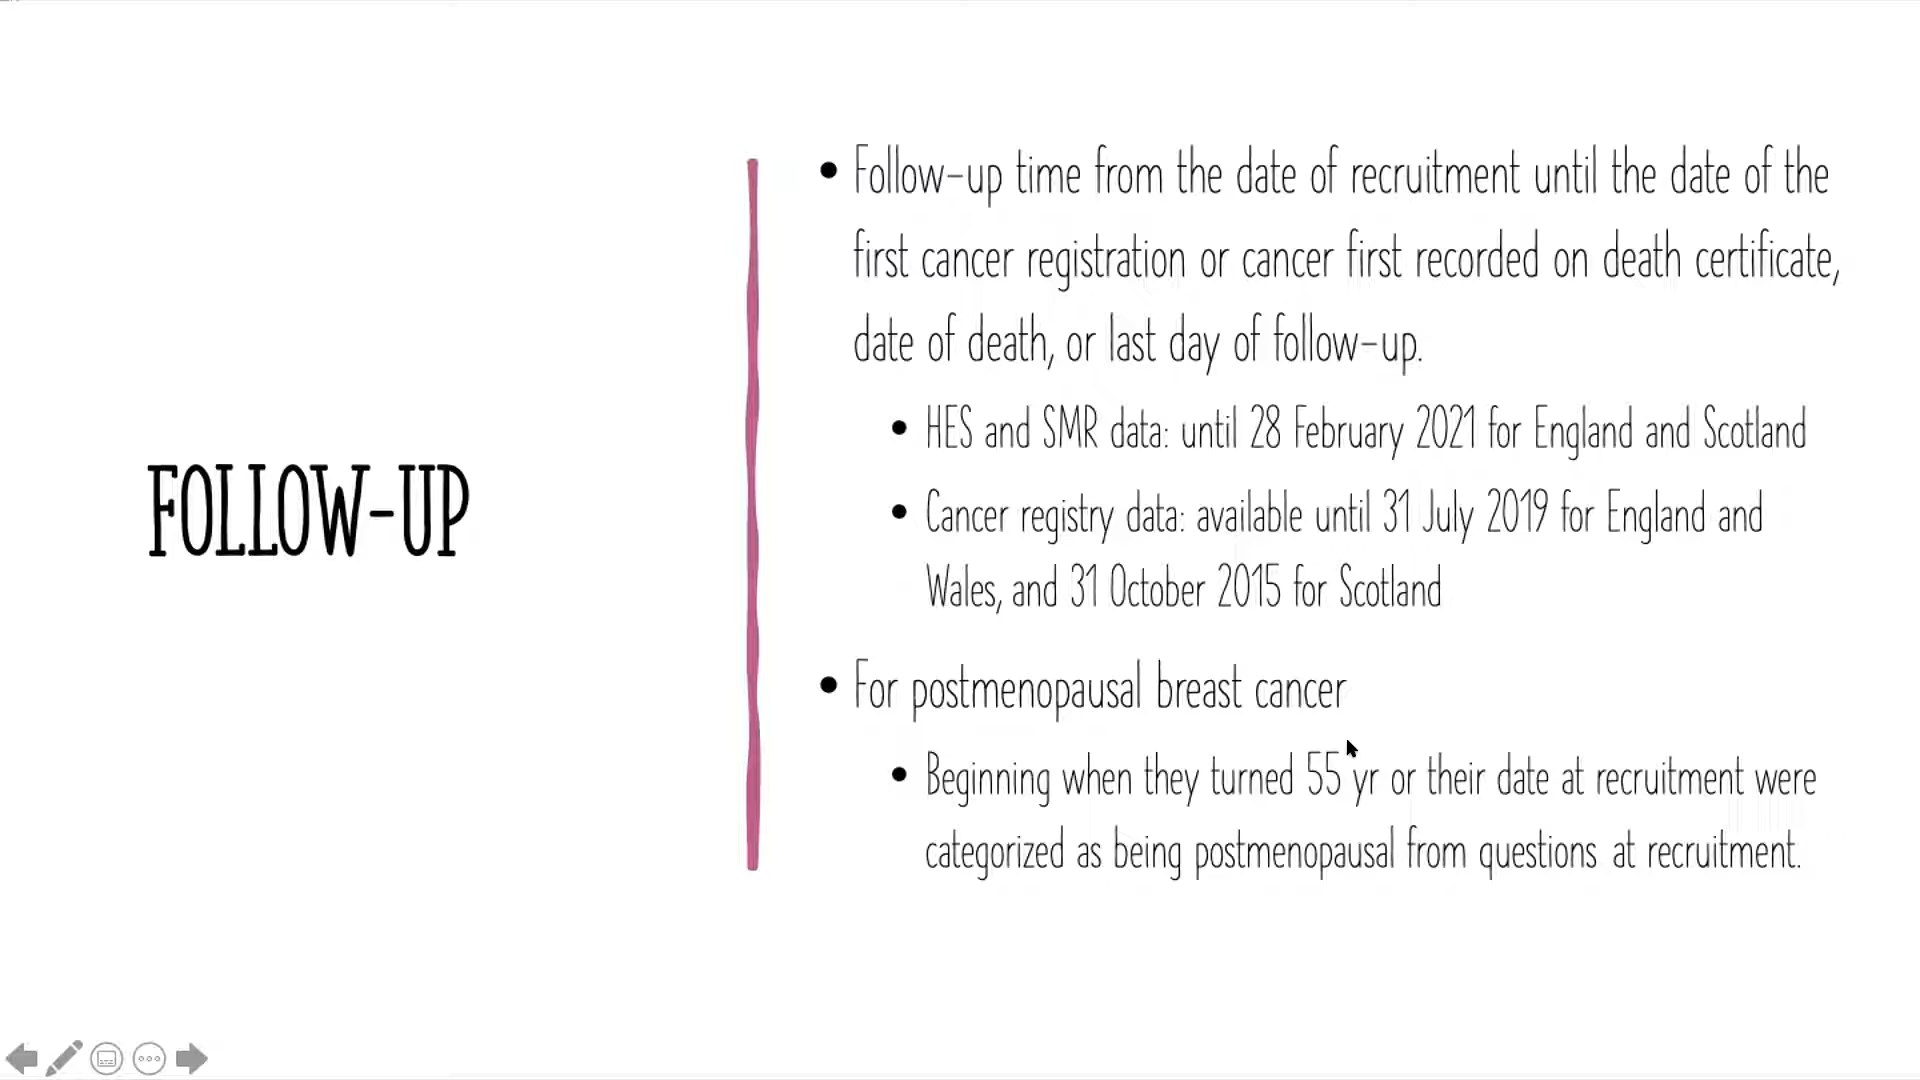 FOLLOW-UP
• Follow-up time from the date of recruitment until the date of the
first cancer registration or cancer first recorded on death certificate,
date of death, or last day of follow-up.
• HES and SMR data: until 28 February 2021 for England and Scotland
• Cancer registry data: available until 31 July 2019 for England and
Wales, and 31 October 2015 for Scotland
• For postmenopausal breast cancer
• Beginning when they turned 55 yr or their date at recruitment were
categorized as being postmenopausal from questions at recruitment.